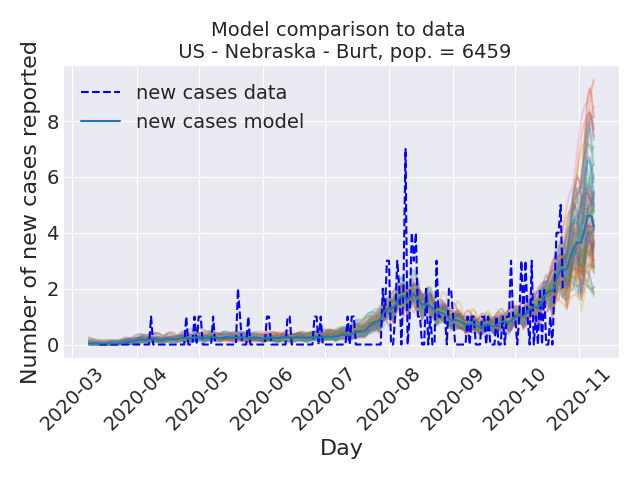 Model comparison to data
US - Nebraska - Burt, pop. = 6459
Number of new cases reported
new cases data
new cases model
8
6
4
2
0
2020-03
2020-04
2020-05
2020-06
2020-07
2020-08
2020-09
2020-10
2020-11
Day